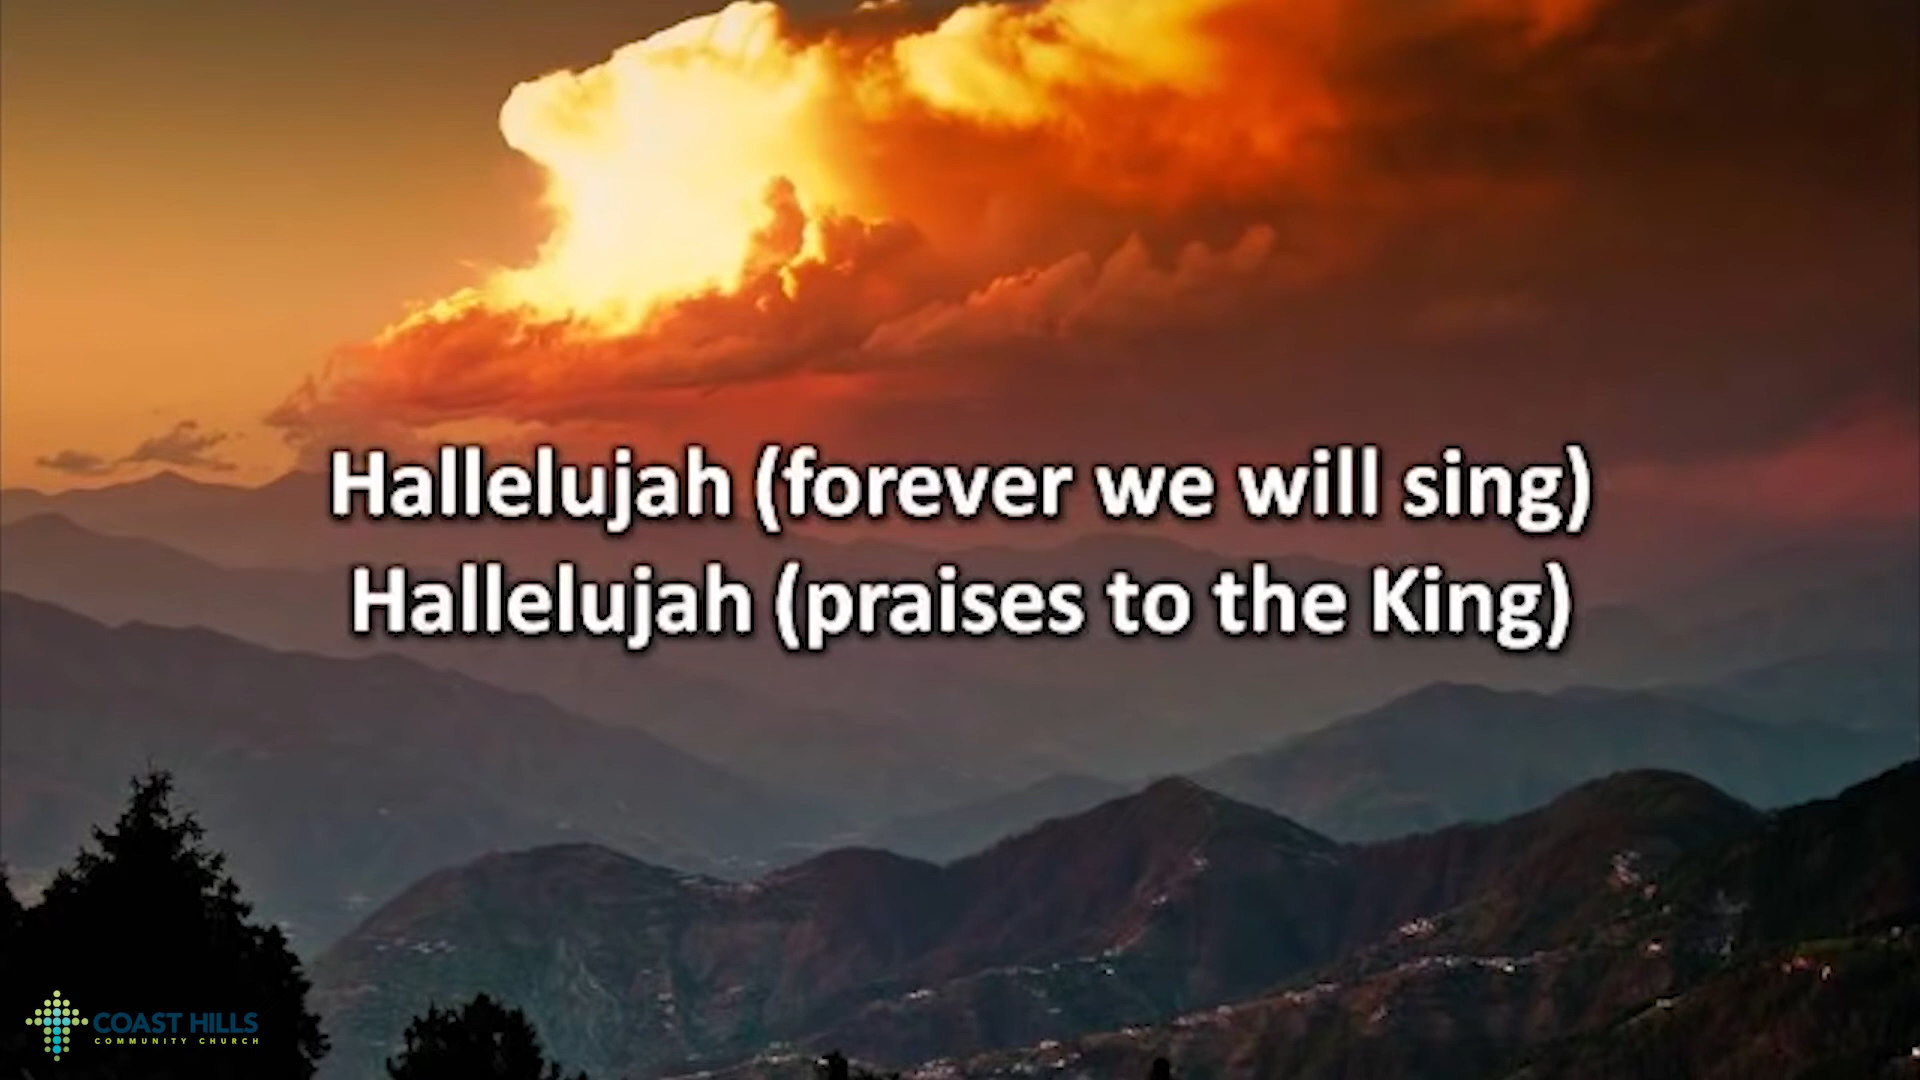 Hallelujah (forever we will sing)
Hallelujah (praises to the King)
COAST HILLS
COMMUNITY CHURCH